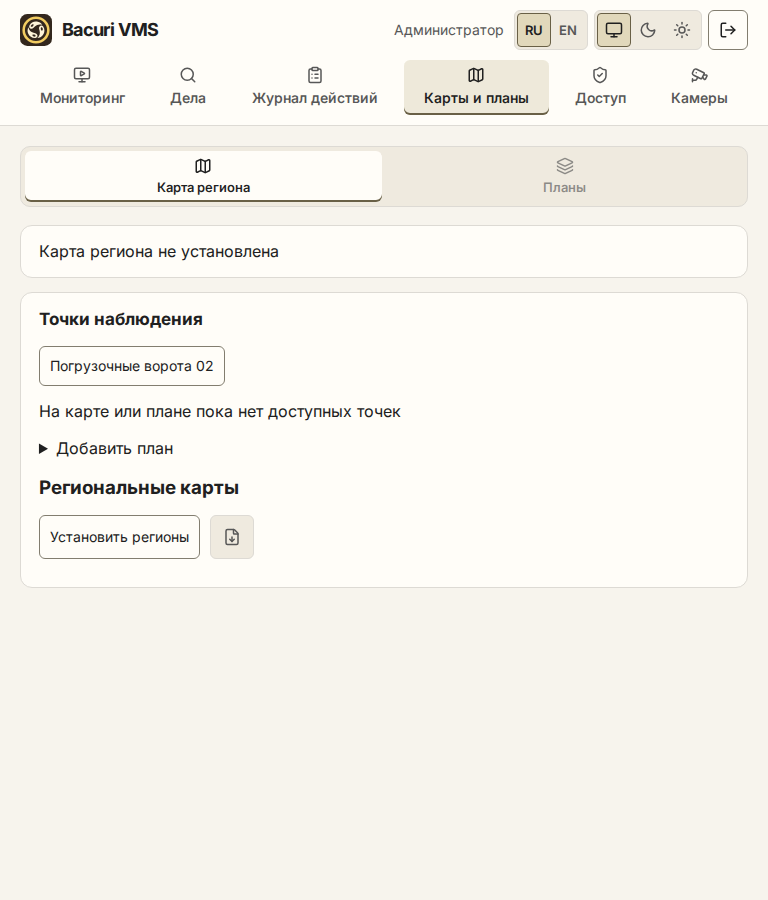 Bacuri VMS
Администратор
RU EN
Мониторинг
Дела
Журнал действий
Карты и планы
Доступ
Камеры
Карта региона
Планы
Карта региона не установлена
Точки наблюдения
Погрузочные ворота 02
На карте или плане пока нет доступных точек
Добавить план
Региональные карты
Установить регионы